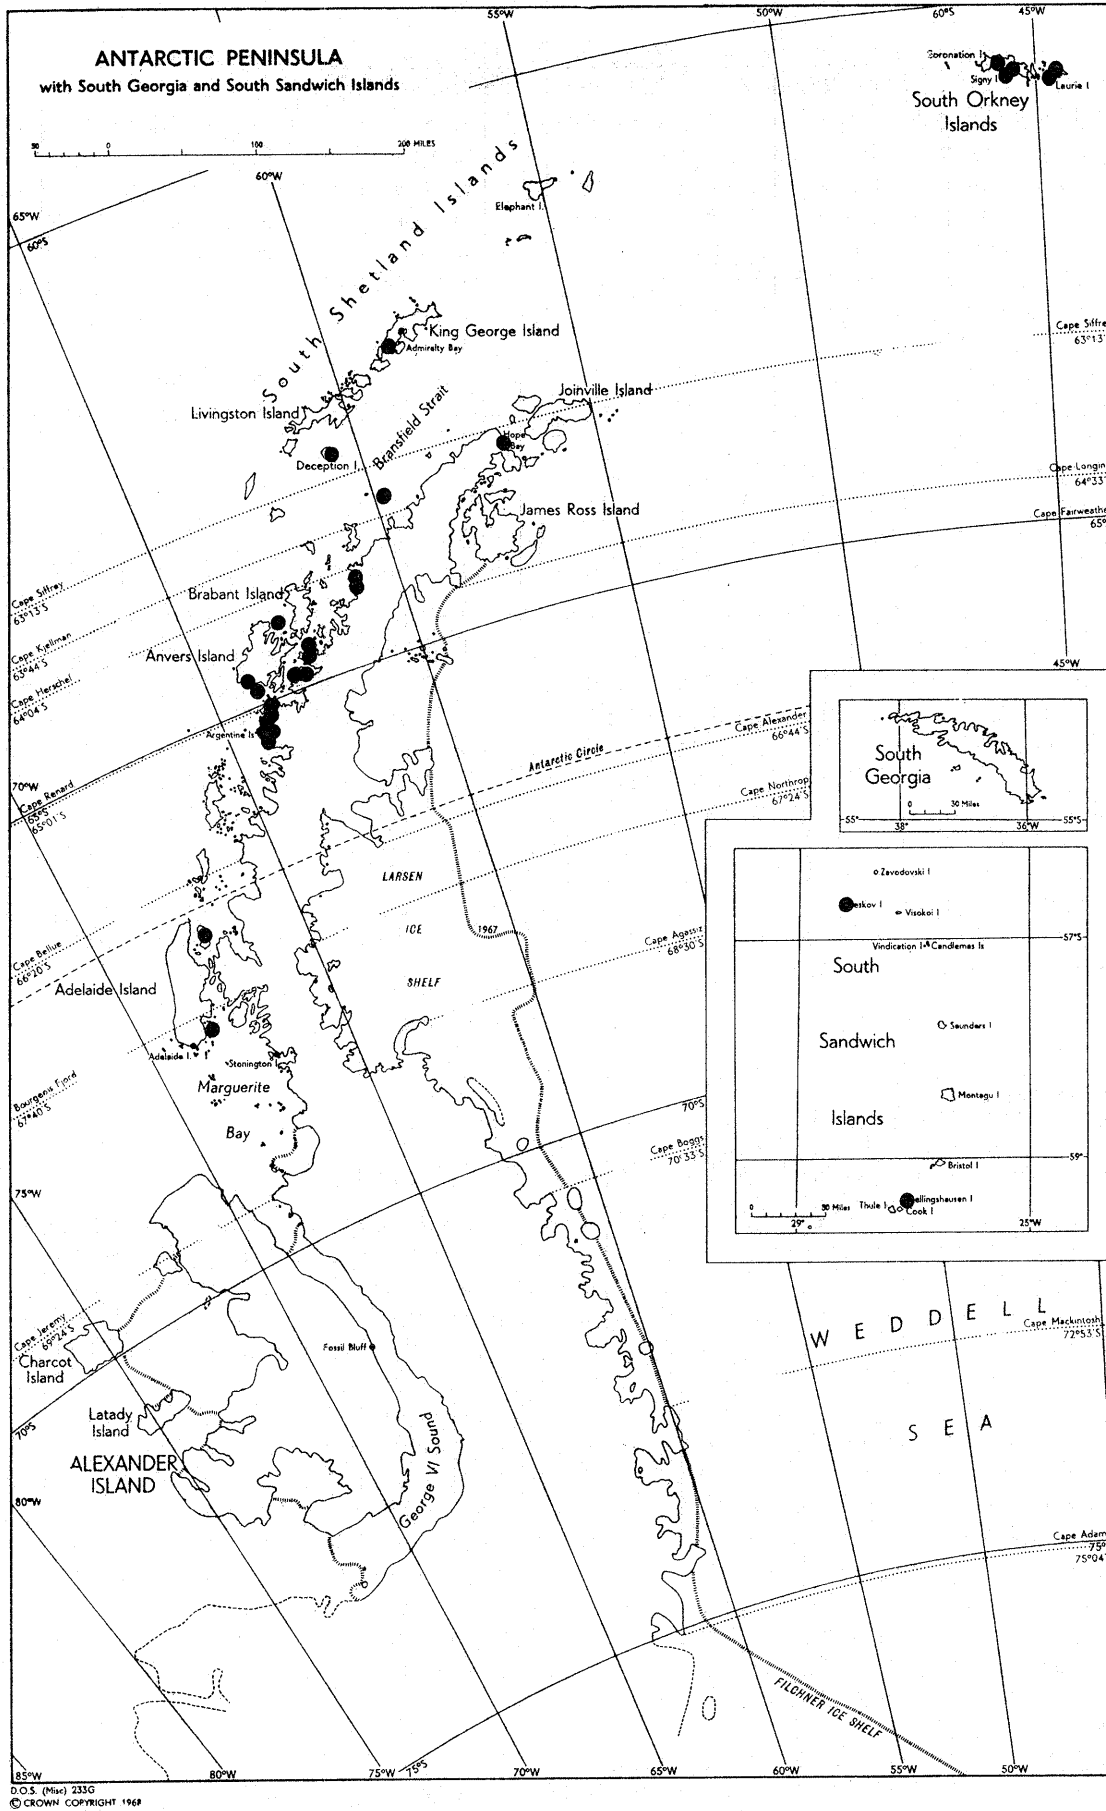 55°W
50°W
60°S
45°W
ANTARCTIC PENINSULA
with South Georgia and South Sandwich Islands
50
0
100
200 MILES
Coronation I
Signy I
Laurie I
South Orkney
Islands
60°W
65°W
60°S
South Shetland Islands
Elephant I.
King George Island
Admiralty Bay
Cape Siffre
63°13'
Livingston Island
Bransfield Strait
Joinville Island
Hope
Bay
Deception I.
Cape Longin
64°33'
James Ross Island
Cape Fairweathe
65°
Cape Siffrey
63°13'S
Brabant Island
Cape Kjellman
63°44'S
Anvers Island
Cape Herschel
64°04'S
45°W
Argentine Is
Cape Alexander
66°44'S
Antarctic Circle
70°W
Cape Renard
65°S
65°01'S
Cape Northrop
67°24'S
South
Georgia
0
30 Miles
55°
38°
36°W
55°S
LARSEN
ICE
SHELF
1967
Cape Agassiz
68°30'S
Cape Bellue
66°20'S
Adelaide Island
Adelaide I.
Stonington I.
Marguerite
Bay
Bourgeois Fjord
67°40'S
70°S
Cape Boggs
70°33'S
Zavodovski I
eskov I
Visokoi I
57°S
Vindication I
Candlemas Is
South
Sandwich
Islands
Saunders I
Montagu I
59°
Bristol I
ellingshausen I
Thule I
Cook I
0
50 Miles
29°
25°W
75°W
Cape Jeremy
69°24'S
Charcot
Island
Fossil Bluff
WEDDELL
SEA
Cape Mackintosh
72°53'S
Latady
Island
70°S
ALEXANDER
ISLAND
George VI Sound
80°W
Cape Adam
75°
75°04'
FILCHNER ICE SHELF
85°W
80°W
75°W
75°S
70°W
65°W
60°W
55°W
50°W
D.O.S. (Misc) 233G
© CROWN COPYRIGHT 1968